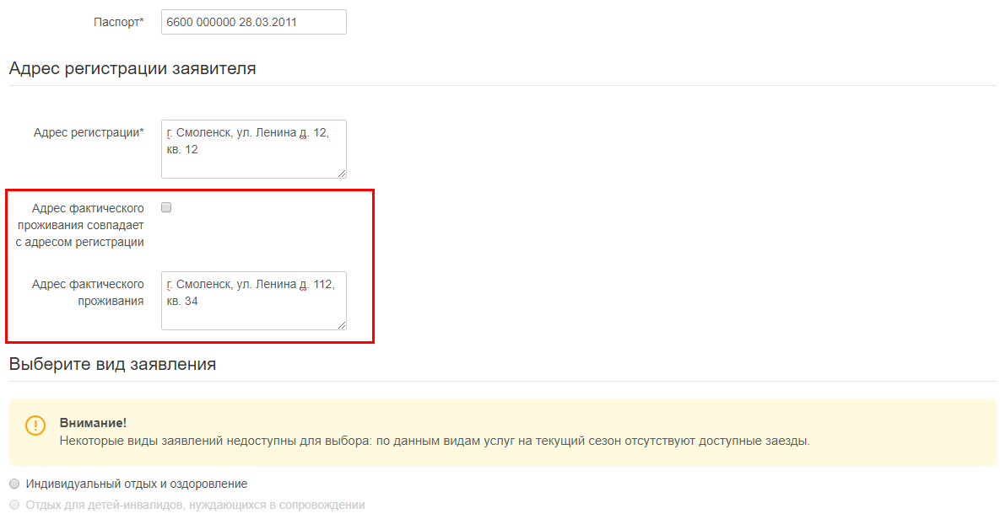 Паспорт* 6600 000000 28.03.2011
Адрес регистрации заявителя
Адрес регистрации* г. Смоленск, ул. Ленина д. 12,
кв. 12
Адрес фактического
проживания совпадает
с адресом регистрации
Адрес фактического г. Смоленск, ул. Ленина д. 112,
проживания кв. 34
Выберите вид заявления
Внимание!
Некоторые виды заявлений недоступны для выбора: по данным видам услуг на текущий сезон отсутствуют доступные заезды.
Индивидуальный отдых и оздоровление
Отдых для детей-инвалидов, нуждающихся в сопровождении